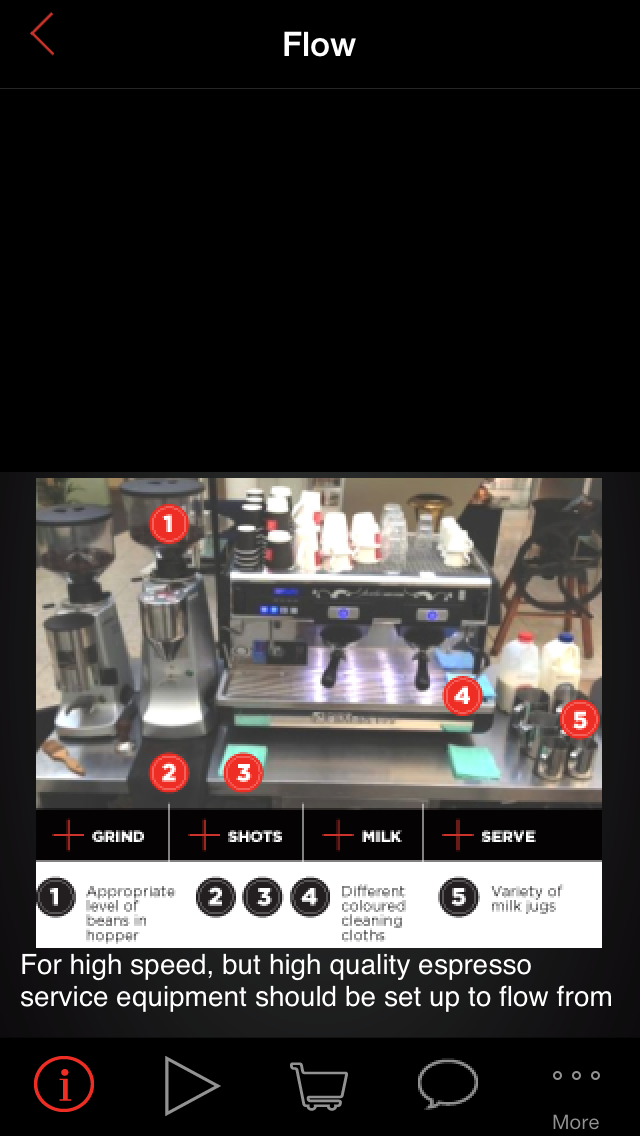 Flow
1
2
3
4
5
GRIND
SHOTS
MILK
SERVE
1
Appropriate
level of
beans in
hopper
2 3 4
Different
coloured
cleaning
cloths
5
Variety of
milk jugs
For high speed, but high quality espresso
service equipment should be set up to flow from
i
More